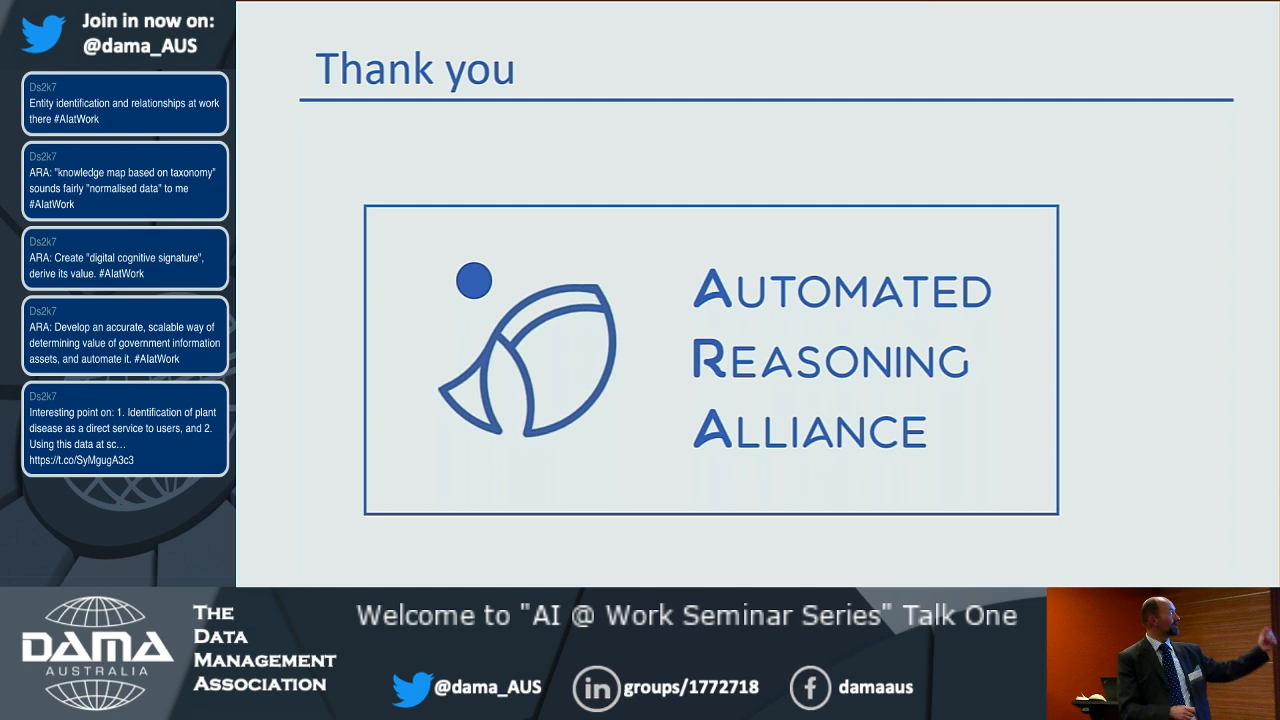 Join in now on:
@dama_AUS
Ds2k7
Entity identification and relationships at work
there #AIatWork
Ds2k7
ARA: "knowledge map based on taxonomy"
sounds fairly "normalised data" to me
#AIatWork
Ds2k7
ARA: Create "digital cognitive signature",
derive its value. #AIatWork
Ds2k7
ARA: Develop an accurate, scalable way of
determining value of government information
assets, and automate it. #AIatWork
Ds2k7
Interesting point on: 1. Identification of plant
disease as a direct service to users, and 2.
Using this data at sc…
https://t.co/SyMgugA3c3
Thank you
AUTOMATED
REASONING
ALLIANCE
DAMA
AUSTRALIA
THE
DATA
MANAGEMENT
ASSOCIATION
Welcome to "AI @ Work Seminar Series" Talk One
@dama_AUS
in groups/1772718
f damaaus